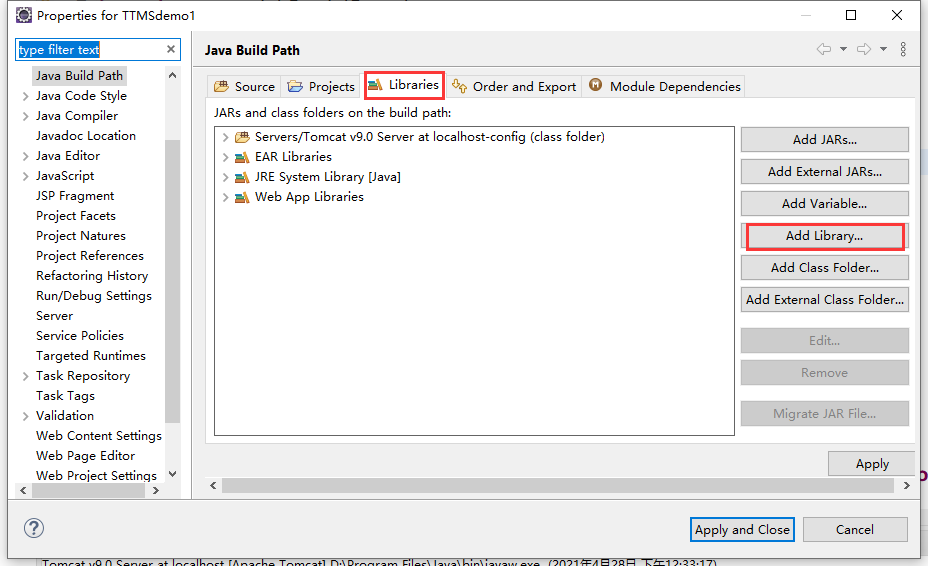 Properties for TTMSdemo1
type filter text
Java Build Path
Java Code Style
Java Compiler
Javadoc Location
Java Editor
JavaScript
JSP Fragment
Project Facets
Project Natures
Project References
Refactoring History
Run/Debug Settings
Server
Service Policies
Targeted Runtimes
Task Repository
Task Tags
Validation
Web Content Settings
Web Page Editor
Web Project Settings
Java Build Path
Source
Projects
Libraries
Order and Export
Module Dependencies
JARs and class folders on the build path:
Servers/Tomcat v9.0 Server at localhost-config (class folder)
EAR Libraries
JRE System Library [Java]
Web App Libraries
Add JARs...
Add External JARs...
Add Variable...
Add Library...
Add Class Folder...
Add External Class Folder...
Edit...
Remove
Migrate JAR File...
Apply
Apply and Close
Cancel
Tomcat v9.0 Server at localhost [Apache Tomcat] D:\Program Files\Java\bin\javaw.exe (2021年4月28日 下午12:33:17)